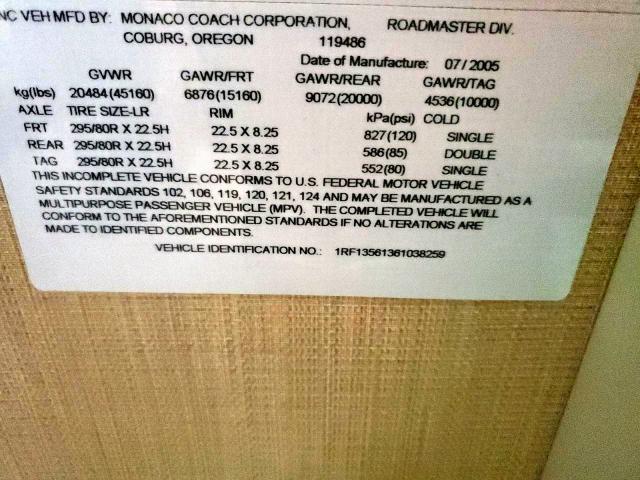 NC VEH MFD BY: MONACO COACH CORPORATION, ROADMASTER DIV.
COBURG, OREGON 119486
Date of Manufacture: 07 / 2005
GVWR GAWR/FRT GAWR/REAR GAWR/TAG
kg(lbs) 20484 (45160) 6876(15160) 9072(20000) 4536(10000)
AXLE TIRE SIZE-LR RIM kPa(psi) COLD
FRT 295/80R X 22.5H 22.5 X 8.25 827(120) SINGLE
REAR 295/80R X 22.5H 22.5 X 8.25 586(85) DOUBLE
TAG 295/80R X 22.5H 22.5 X 8.25 552(80) SINGLE
THIS INCOMPLETE VEHICLE CONFORMS TO U.S. FEDERAL MOTOR VEHICLE
SAFETY STANDARDS 102, 106, 119, 120, 121, 124 AND MAY BE MANUFACTURED AS A
MULTIPURPOSE PASSENGER VEHICLE (MPV). THE COMPLETED VEHICLE WILL
CONFORM TO THE AFOREMENTIONED STANDARDS IF NO ALTERATIONS ARE
MADE TO IDENTIFIED COMPONENTS.
VEHICLE IDENTIFICATION NO.: 1RF13561361038259